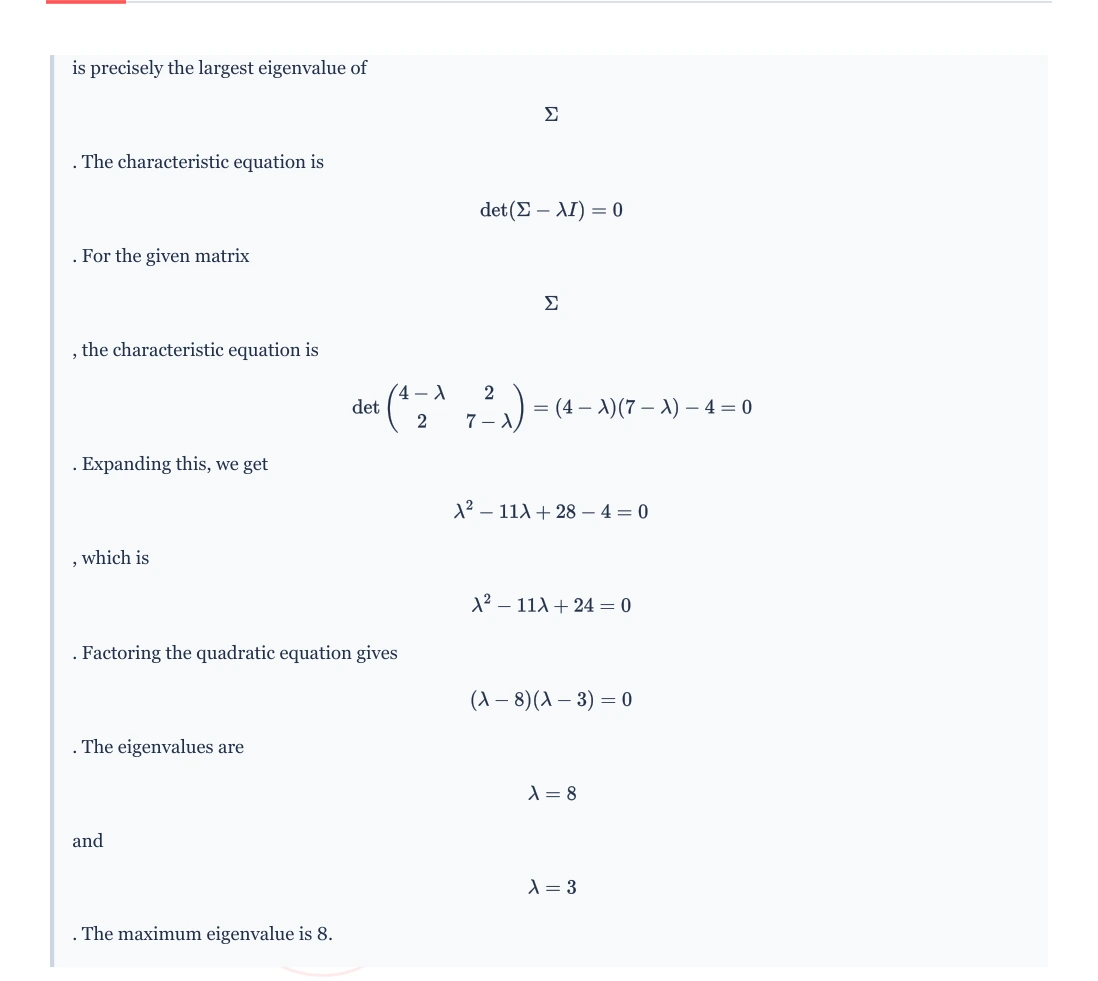 is precisely the largest eigenvalue of
Σ
. The characteristic equation is
det(Σ − λI) = 0
. For the given matrix
Σ
, the characteristic equation is
det ( 4 − λ 2 ; 2 7 − λ ) = (4 − λ)(7 − λ) − 4 = 0
. Expanding this, we get
λ² − 11λ + 28 − 4 = 0
, which is
λ² − 11λ + 24 = 0
. Factoring the quadratic equation gives
(λ − 8)(λ − 3) = 0
. The eigenvalues are
λ = 8
and
λ = 3
. The maximum eigenvalue is 8.